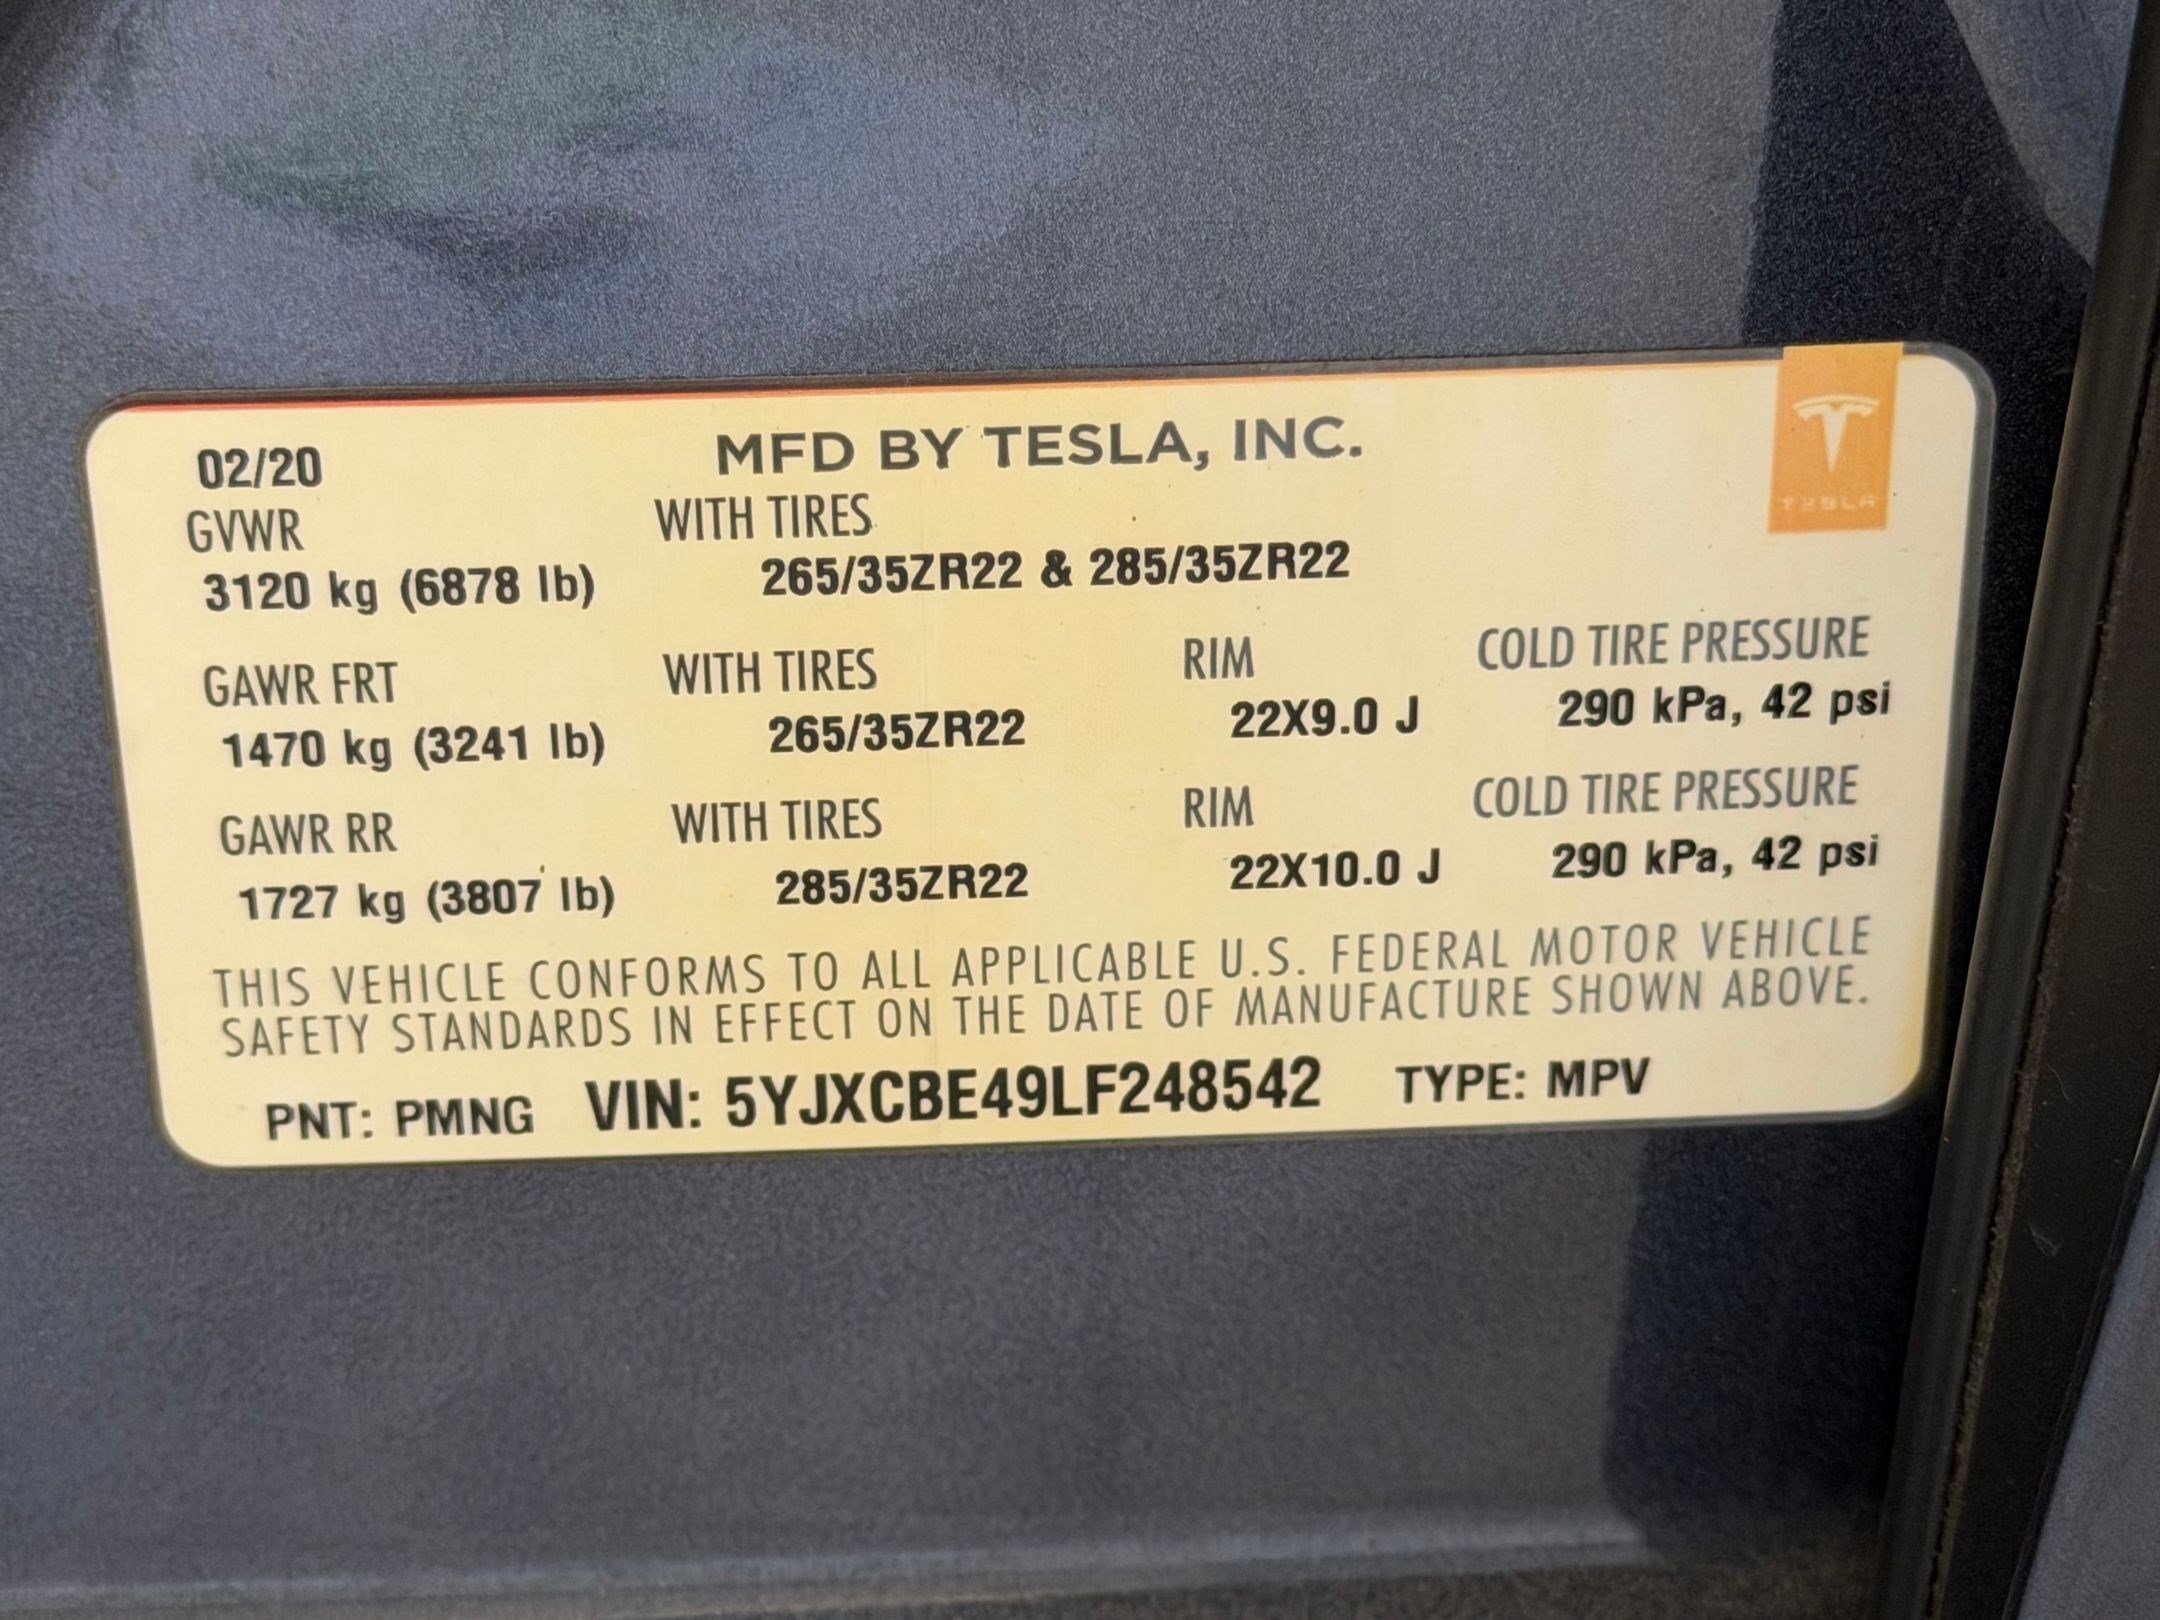 02/20 MFD BY TESLA, INC.
GVWR WITH TIRES
3120 kg (6878 lb) 265/35ZR22 & 285/35ZR22
GAWR FRT WITH TIRES RIM COLD TIRE PRESSURE
1470 kg (3241 lb) 265/35ZR22 22X9.0 J 290 kPa, 42 psi
GAWR RR WITH TIRES RIM COLD TIRE PRESSURE
1727 kg (3807 lb) 285/35ZR22 22X10.0 J 290 kPa, 42 psi
THIS VEHICLE CONFORMS TO ALL APPLICABLE U.S. FEDERAL MOTOR VEHICLE
SAFETY STANDARDS IN EFFECT ON THE DATE OF MANUFACTURE SHOWN ABOVE.
PNT: PMNG VIN: 5YJXCBE49LF248542 TYPE: MPV
TESLA